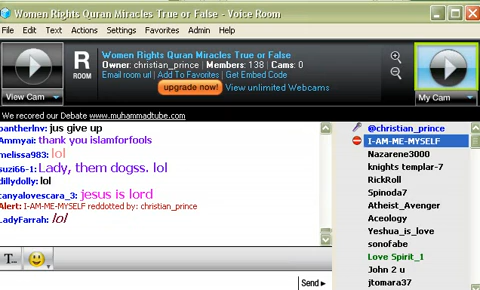 Women Rights Quran Miracles True or False - Voice Room
File Edit Text Actions Settings Favorites Admin Help
View Cam
R
ROOM
Women Rights Quran Miracles True or False
Owner: christian_prince | Members: 138 | Cams: 0
Email room url | Add To Favorites | Get Embed Code
upgrade now! View unlimited Webcams
My Cam
We recored our Debate www.muhammadtube.com
pantherlnv: jus give up
Ammyai: thank you islamforfools
melissa983: lol
suzi66-1: Lady, them dogss. lol
dillydolly: lol
tanyalovescara_3: jesus is lord
Alert: I-AM-ME-MYSELF reddotted by: christian_prince
LadyFarrah: lol
T...
Send
@christian_prince
I-AM-ME-MYSELF
Nazarene3000
knights templar-7
RickRoll
Spinoda7
Atheist_Avenger
Aceology
Yeshua_is_love
sonofabe
Love Spirit_1
John 2 u
jtomara37